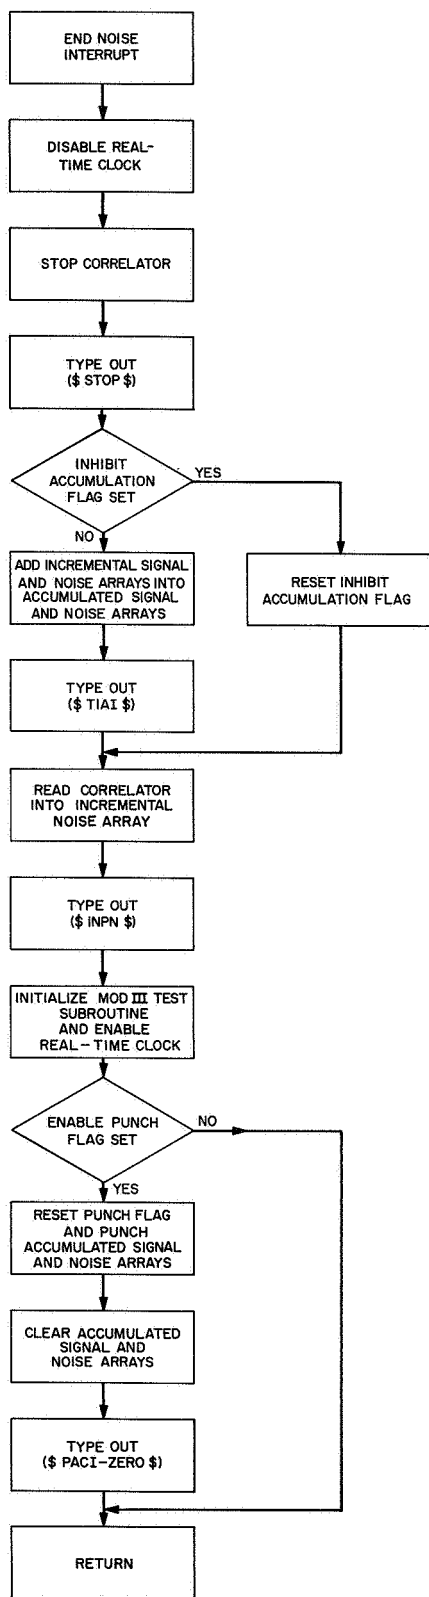 END NOISE
INTERRUPT
DISABLE REAL-
TIME CLOCK
STOP CORRELATOR
TYPE OUT
($ STOP $)
INHIBIT
ACCUMULATION
FLAG SET
YES
NO
ADD INCREMENTAL SIGNAL
AND NOISE ARRAYS INTO
ACCUMULATED SIGNAL
AND NOISE ARRAYS
RESET INHIBIT
ACCUMULATION FLAG
TYPE OUT
($ TIAI $)
READ CORRELATOR
INTO INCREMENTAL
NOISE ARRAY
TYPE OUT
($ INPN $)
INITIALIZE MOD III TEST
SUBROUTINE
AND ENABLE
REAL-TIME CLOCK
ENABLE PUNCH
FLAG SET
NO
YES
RESET PUNCH FLAG
AND PUNCH
ACCUMULATED SIGNAL
AND NOISE ARRAYS
CLEAR ACCUMULATED
SIGNAL AND
NOISE ARRAYS
TYPE OUT
($ PACI-ZERO $)
RETURN